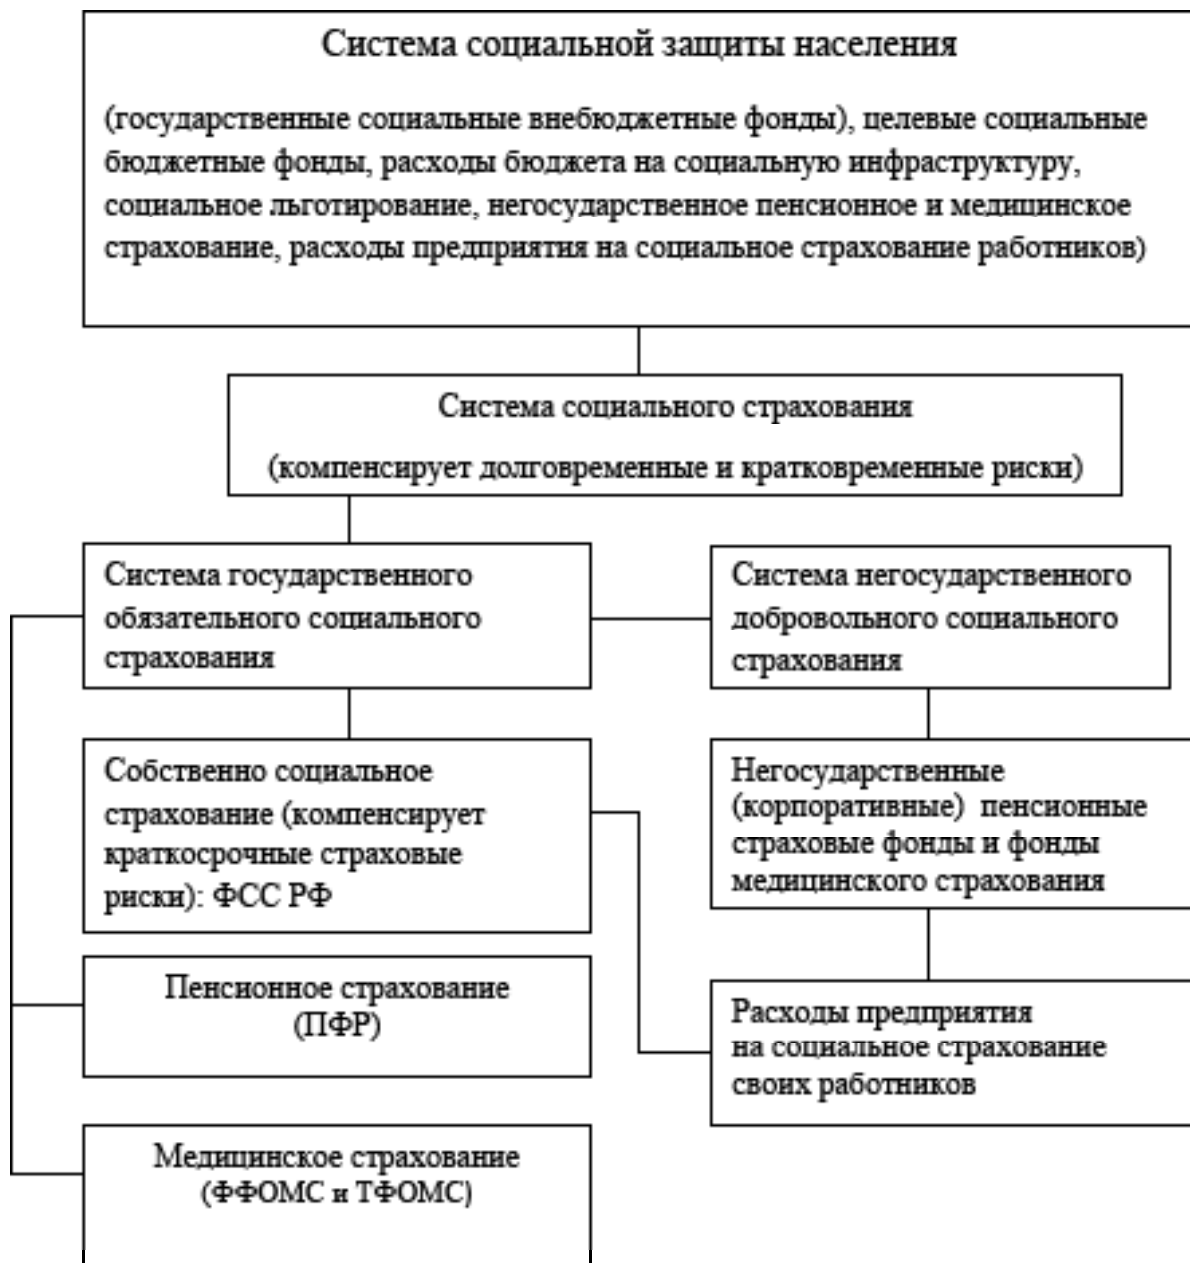 Система социальной защиты населения
(государственные социальные внебюджетные фонды), целевые социальные
бюджетные фонды, расходы бюджета на социальную инфраструктуру,
социальное льготирование, негосударственное пенсионное и медицинское
страхование, расходы предприятия на социальное страхование работников)
Система социального страхования
(компенсирует долговременные и кратковременные риски)
Система государственного
обязательного социального
страхования
Система негосударственного
добровольного социального
страхования
Собственно социальное
страхование (компенсирует
краткосрочные страховые
риски): ФСС РФ
Негосударственные
(корпоративные) пенсионные
страховые фонды и фонды
медицинского страхования
Пенсионное страхование
(ПФР)
Расходы предприятия
на социальное страхование
своих работников
Медицинское страхование
(ФФОМС и ТФОМС)